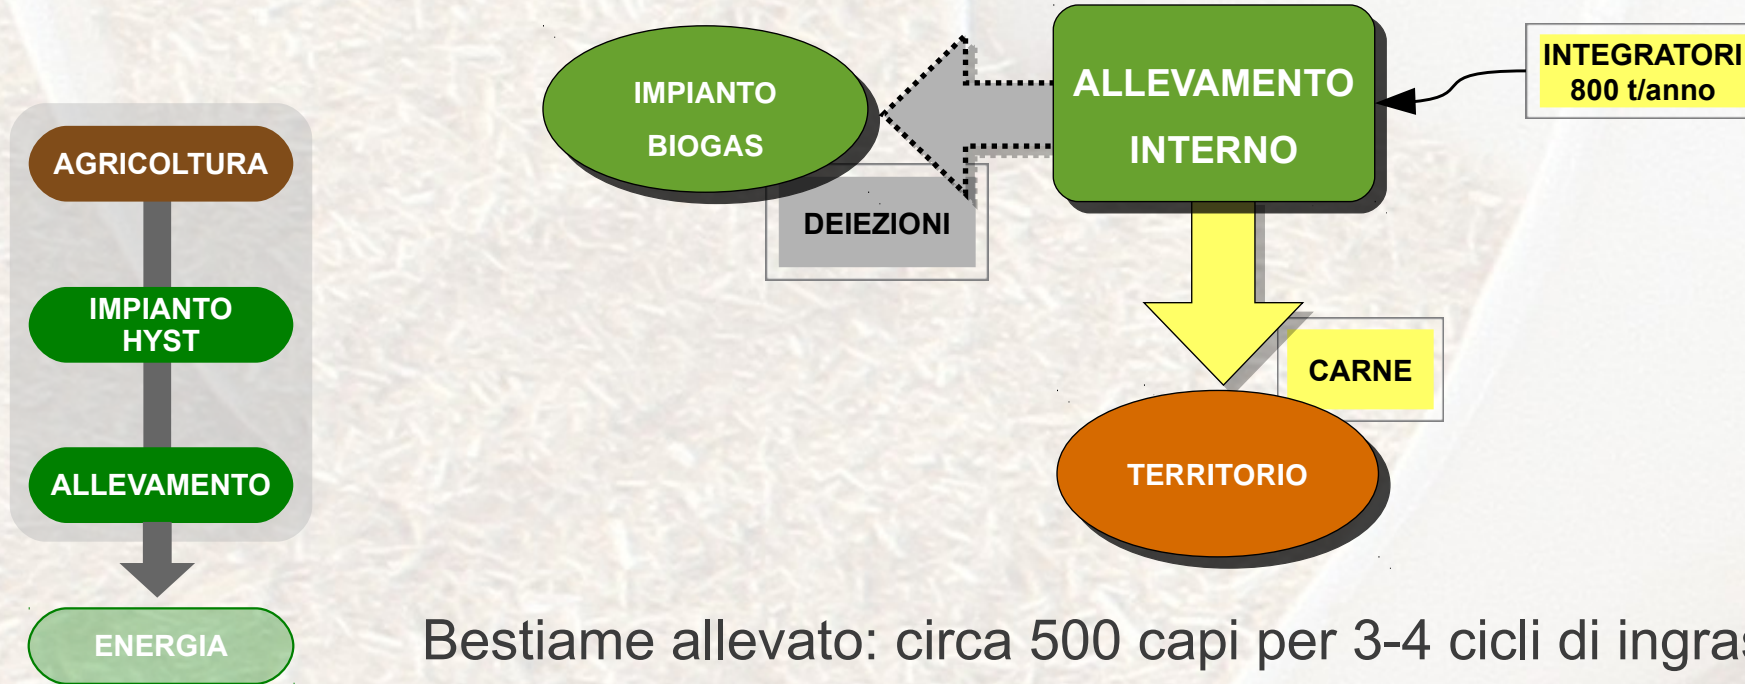 AGRICOLTURA
IMPIANTO
HYST
ALLEVAMENTO
ENERGIA
IMPIANTO
BIOGAS
DEIEZIONI
ALLEVAMENTO
INTERNO
INTEGRATORI
800 t/anno
CARNE
TERRITORIO
Bestiame allevato: circa 500 capi per 3-4 cicli di